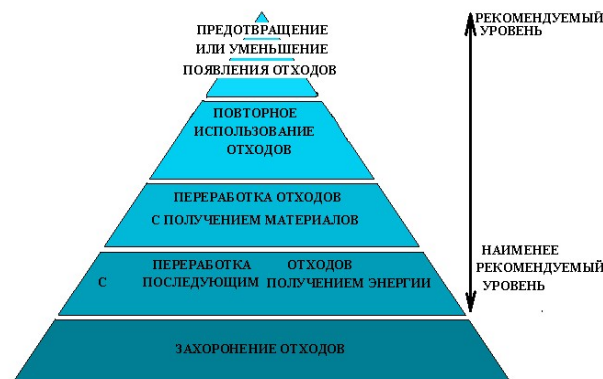 ПРЕДОТВРАЩЕНИЕ
ИЛИ УМЕНЬШЕНИЕ
ПОЯВЛЕНИЯ ОТХОДОВ
ПОВТОРНОЕ
ИСПОЛЬЗОВАНИЕ
ОТХОДОВ
ПЕРЕРАБОТКА ОТХОДОВ
С ПОЛУЧЕНИЕМ МАТЕРИАЛОВ
ПЕРЕРАБОТКА ОТХОДОВ
С ПОСЛЕДУЮЩИМ ПОЛУЧЕНИЕМ ЭНЕРГИИ
ЗАХОРОНЕНИЕ ОТХОДОВ
РЕКОМЕНДУЕМЫЙ
УРОВЕНЬ
НАИМЕНЕЕ
РЕКОМЕНДУЕМЫЙ
УРОВЕНЬ